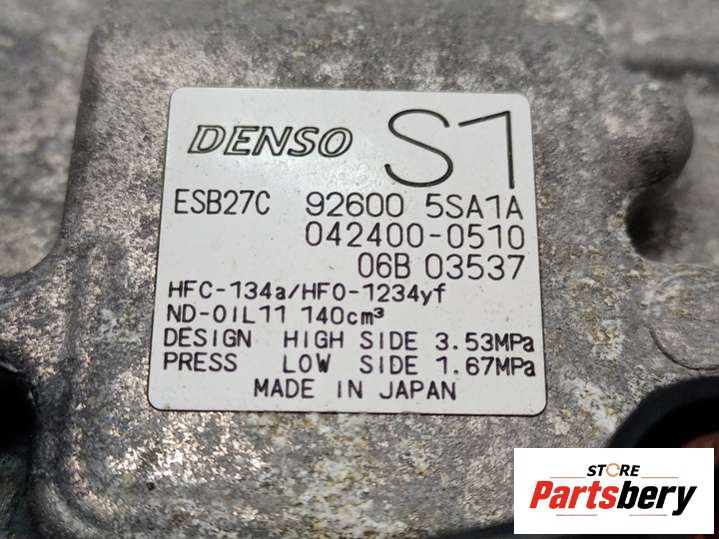 DENSO S1
ESB27C 92600 5SA1A
042400-0510
06B 03537
HFC-134a/HFO-1234yf
ND-OIL11 140cm³
DESIGN HIGH SIDE 3.53MPa
PRESS LOW SIDE 1.67MPa
MADE IN JAPAN
STORE
Partsbery